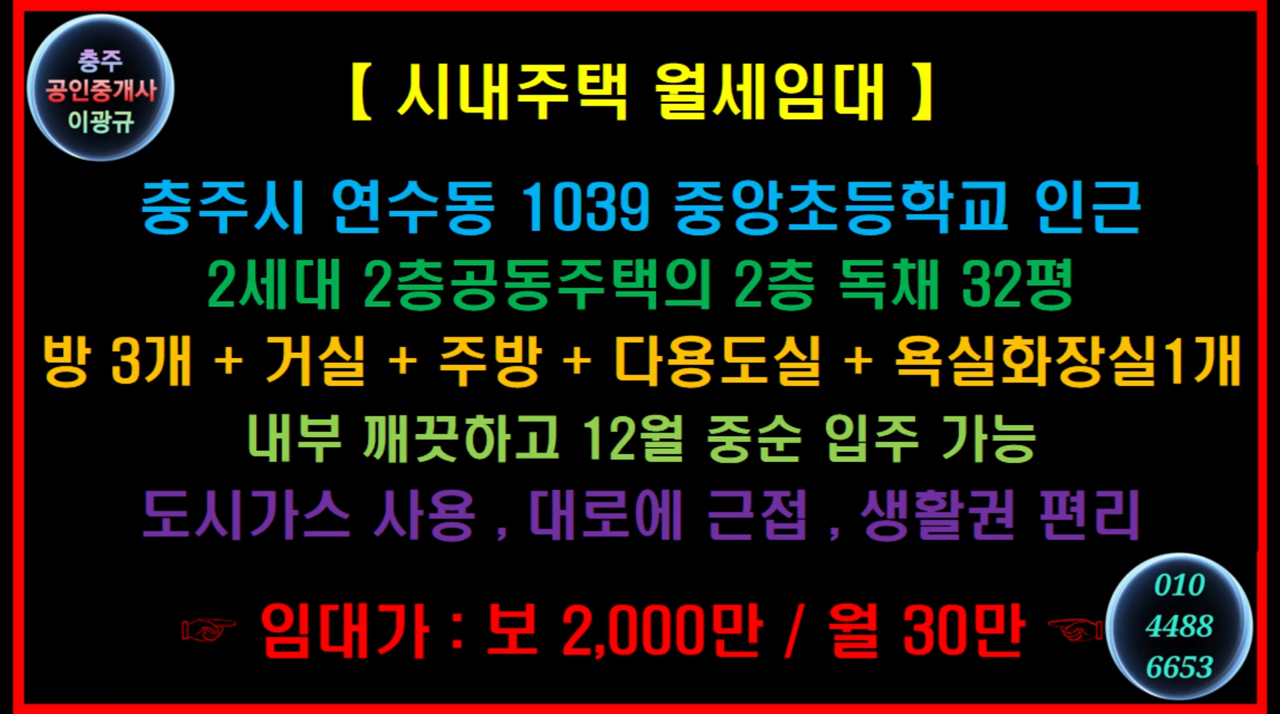 충주
공인중개사
이광규
【 시내주택 월세임대 】
충주시 연수동 1039 중앙초등학교 인근
2세대 2층공동주택의 2층 독채 32평
방 3개 + 거실 + 주방 + 다용도실 + 욕실화장실1개
내부 깨끗하고 12월 중순 입주 가능
도시가스 사용 , 대로에 근접 , 생활권 편리
☞ 임대가 : 보 2,000만 / 월 30만 ☜
010
4488
6653